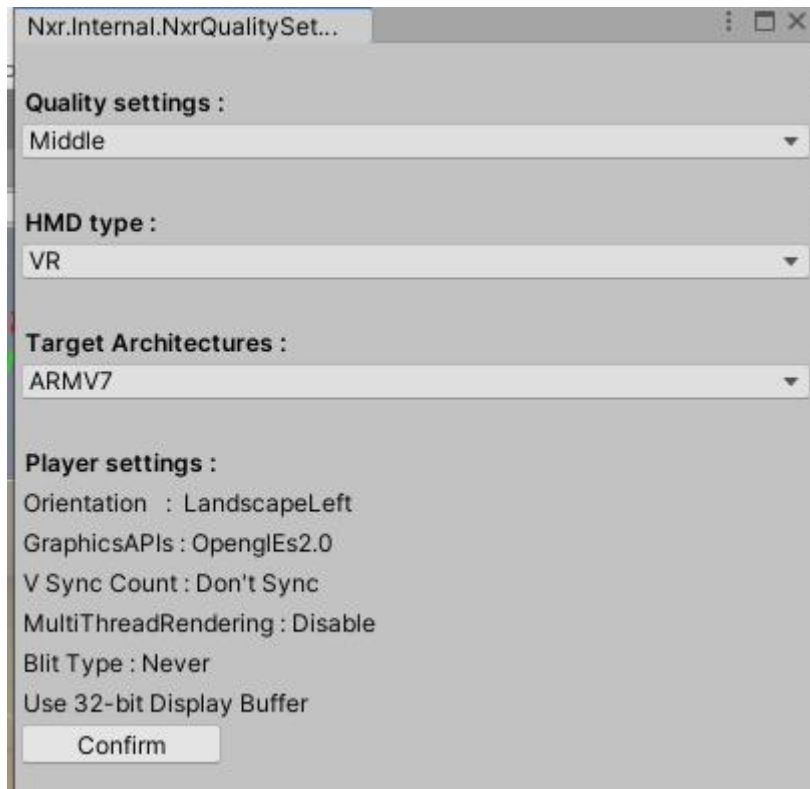 Nxr.Internal.NxrQualitySet...
Quality settings :
Middle
HMD type :
VR
Target Architectures :
ARMV7
Player settings :
Orientation : LandscapeLeft
GraphicsAPIs : OpenglEs2.0
V Sync Count : Don't Sync
MultiThreadRendering : Disable
Blit Type : Never
Use 32-bit Display Buffer
Confirm